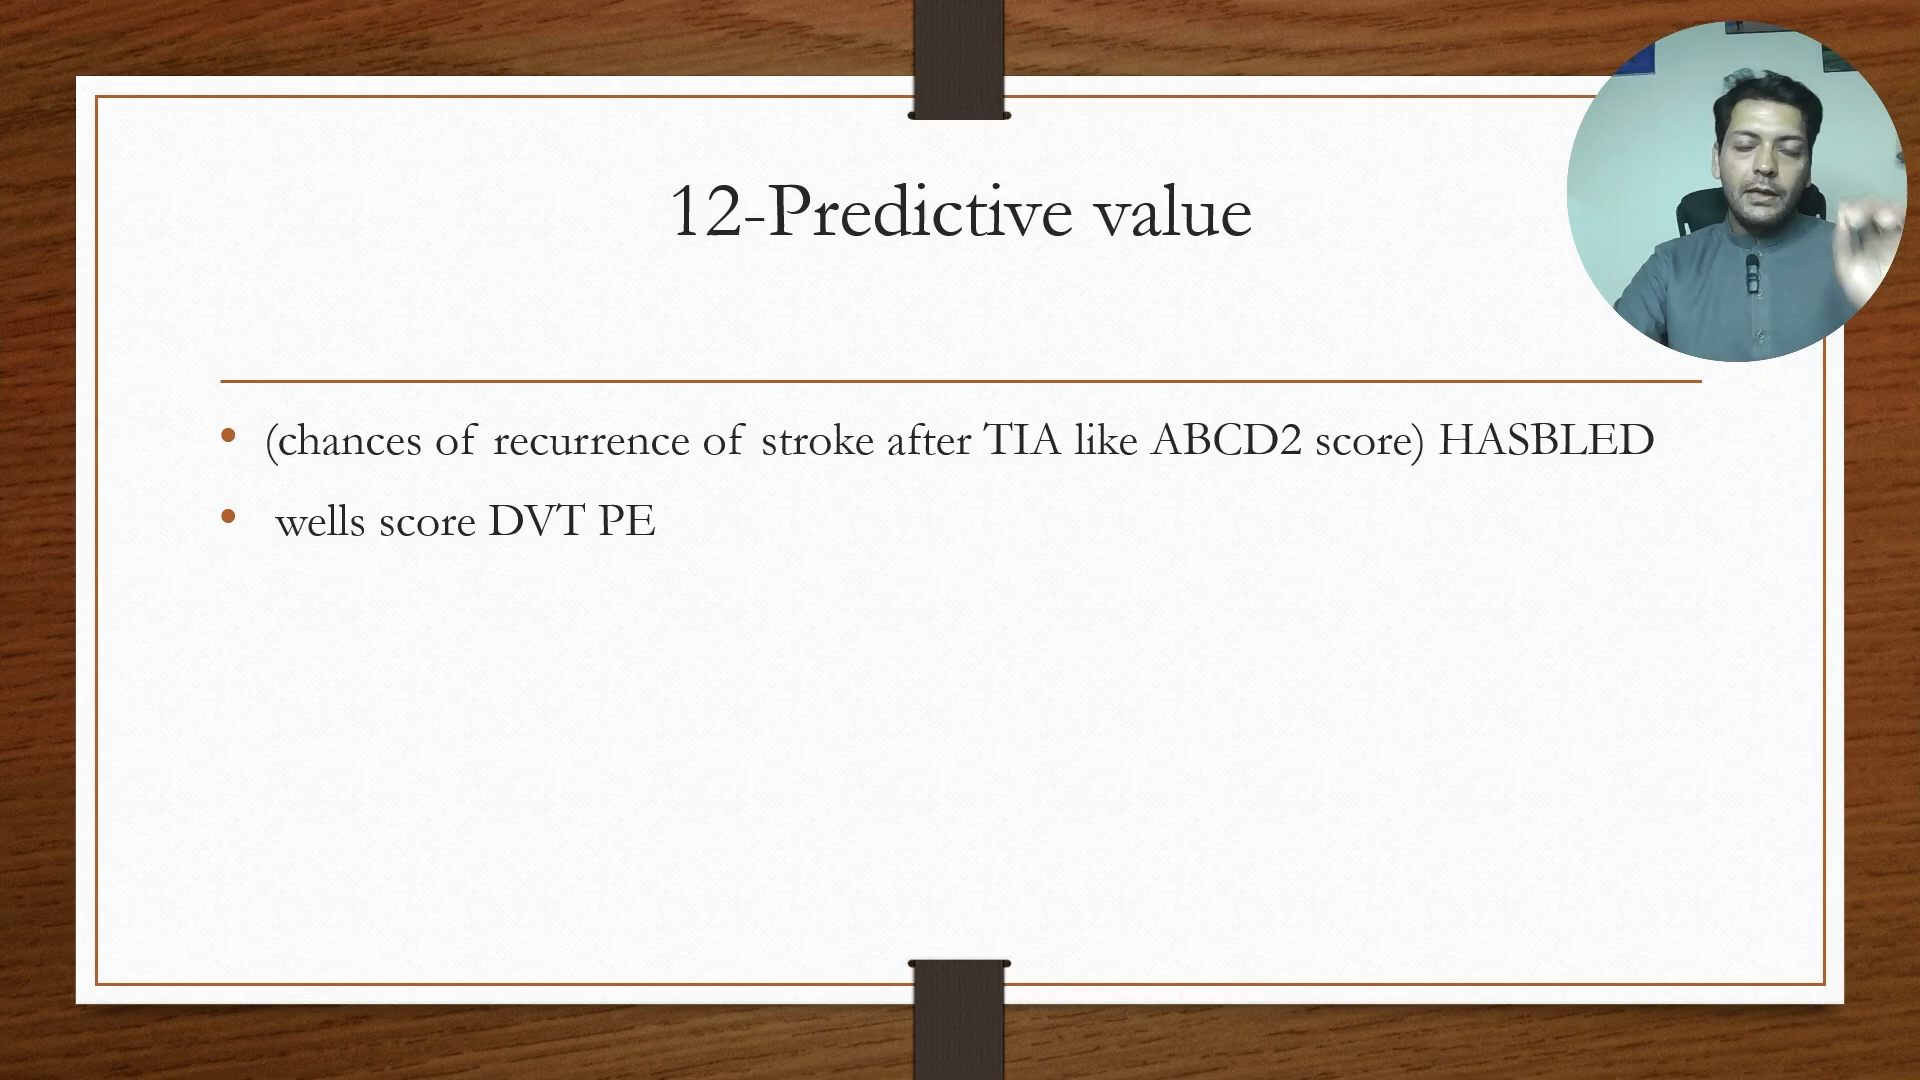 12-Predictive value
(chances of recurrence of stroke after TIA like ABCD2 score) HASBLED
wells score DVT PE